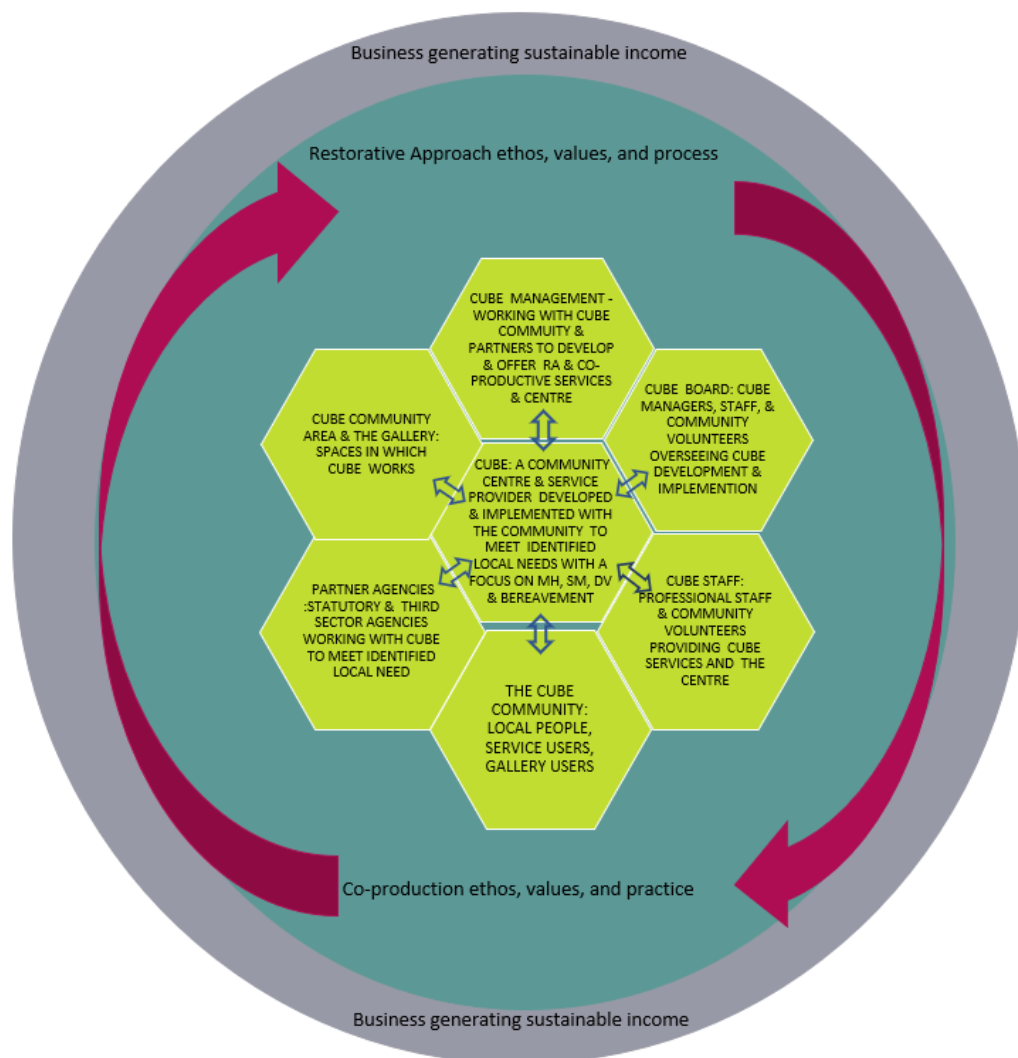 Business generating sustainable income
Restorative Approach ethos, values, and process
CUBE MANAGEMENT -
WORKING WITH CUBE
COMMUITY &
PARTNERS TO DEVELOP
& OFFER RA & CO-
PRODUCTIVE SERVICES
& CENTRE
CUBE COMMUNITY
AREA & THE GALLERY:
SPACES IN WHICH
CUBE WORKS
CUBE BOARD: CUBE
MANAGERS, STAFF, &
COMMUNITY
VOLUNTEERS
OVERSEEING CUBE
DEVELOPMENT &
IMPLEMENTION
CUBE: A COMMUNITY
CENTRE & SERVICE
PROVIDER DEVELOPED
& IMPLEMENTED WITH
THE COMMUNITY TO
MEET IDENTIFIED
LOCAL NEEDS WITH A
FOCUS ON MH, SM, DV
& BEREAVEMENT
PARTNER AGENCIES
:STATUTORY & THIRD
SECTOR AGENCIES
WORKING WITH CUBE
TO MEET IDENTIFIED
LOCAL NEED
CUBE STAFF:
PROFESSIONAL STAFF
& COMMUNITY
VOLUNTEERS
PROVIDING CUBE
SERVICES AND THE
CENTRE
THE CUBE
COMMUNITY:
LOCAL PEOPLE,
SERVICE USERS,
GALLERY USERS
Co-production ethos, values, and practice
Business generating sustainable income